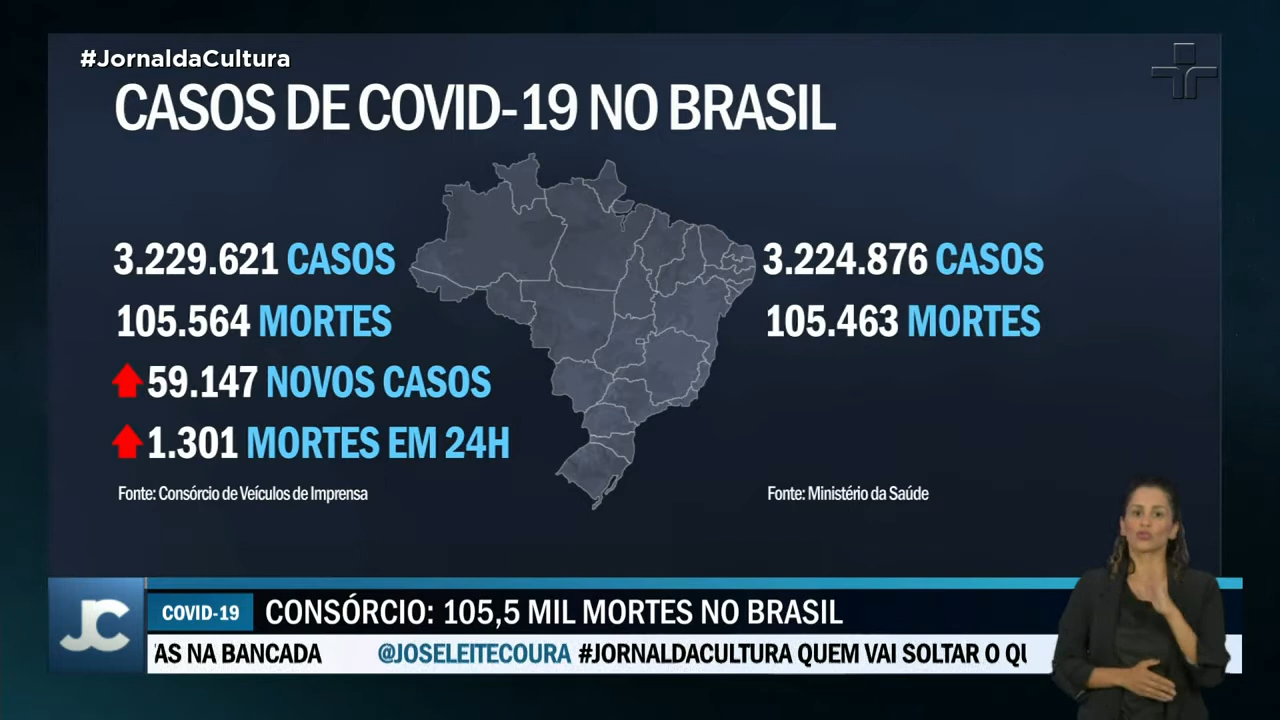 #JornaldaCultura
CASOS DE COVID-19 NO BRASIL
3.229.621 CASOS
105.564 MORTES
59.147 NOVOS CASOS
1.301 MORTES EM 24H
Fonte: Consórcio de Veículos de Imprensa
3.224.876 CASOS
105.463 MORTES
Fonte: Ministério da Saúde
JC
COVID-19
CONSÓRCIO: 105,5 MIL MORTES NO BRASIL
AS NA BANCADA @JOSELEITECOURA #JORNALDACULTURA QUEM VAI SOLTAR O QU